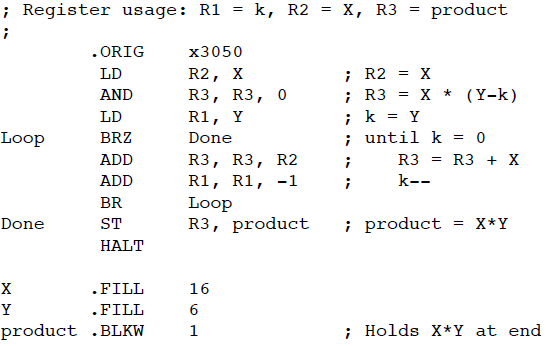 ; Register usage: R1 = k, R2 = X, R3 = product
;
.ORIG x3050
LD R2, X ; R2 = X
AND R3, R3, 0 ; R3 = X * (Y-k)
LD R1, Y ; k = Y
Loop BRZ Done ; until k = 0
ADD R3, R3, R2 ; R3 = R3 + X
ADD R1, R1, -1 ; k--
BR Loop
Done ST R3, product ; product = X*Y
HALT
X .FILL 16
Y .FILL 6
product .BLKW 1 ; Holds X*Y at end